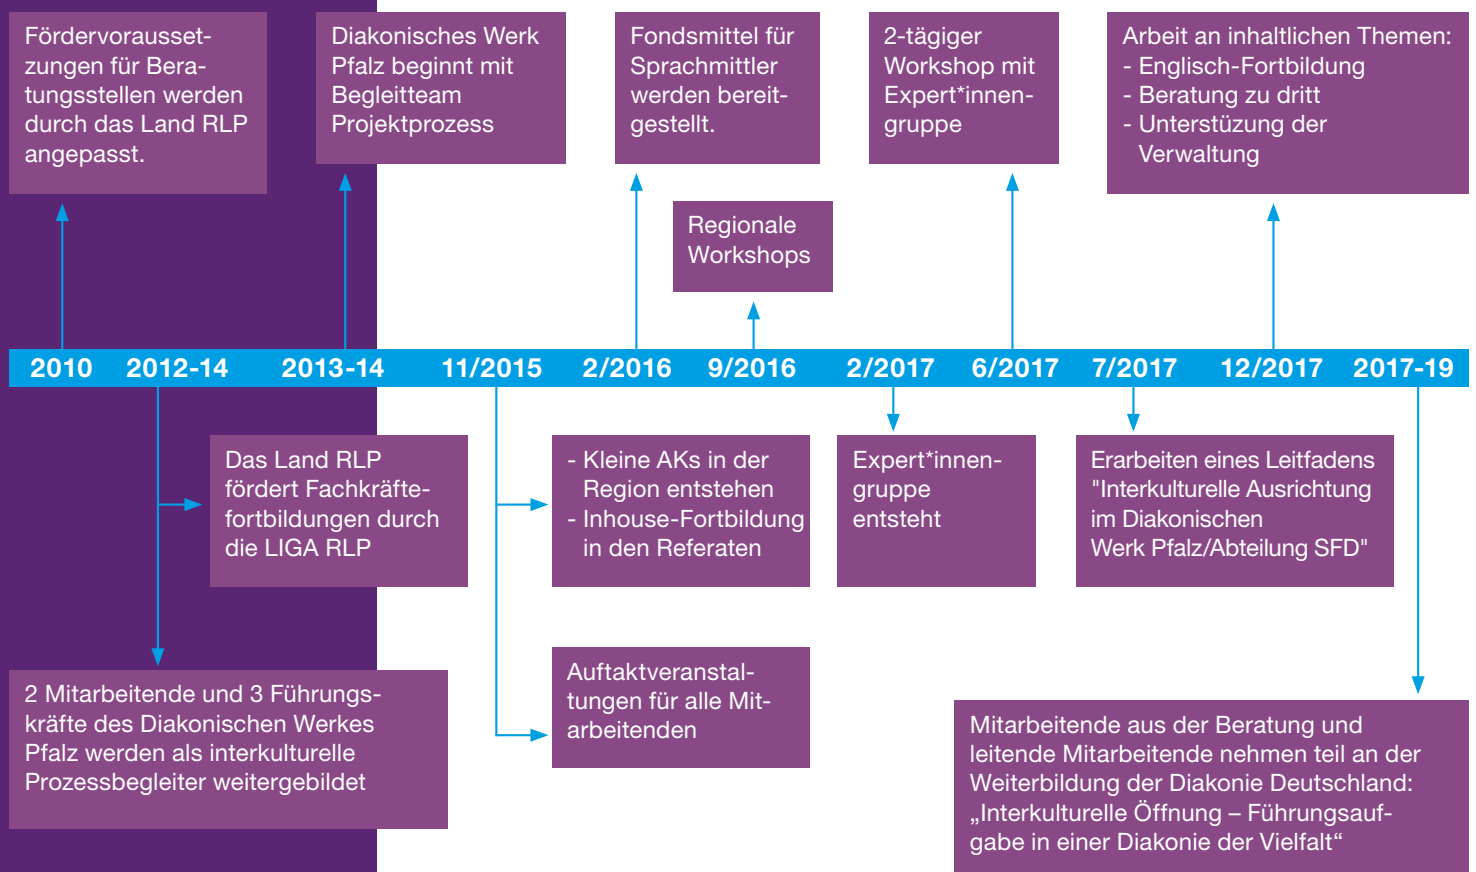 Fördervorausset-
zungen für Bera-
tungsstellen werden
durch das Land RLP
angepasst.
Diakonisches Werk
Pfalz beginnt mit
Begleitteam
Projektprozess
Fondsmittel für
Sprachmittler
werden bereit-
gestellt.
Regionale
Workshops
2-tägiger
Workshop mit
Expert*innen-
gruppe
Arbeit an inhaltlichen Themen:
- Englisch-Fortbildung
- Beratung zu dritt
- Unterstüzung der
Verwaltung
2010 2012-14 2013-14 11/2015 2/2016 9/2016 2/2017 6/2017 7/2017 12/2017 2017-19
Das Land RLP
fördert Fachkräfte-
fortbildungen durch
die LIGA RLP
2 Mitarbeitende und 3 Führungs-
kräfte des Diakonischen Werkes
Pfalz werden als interkulturelle
Prozessbegleiter weitergebildet
- Kleine AKs in der
Region entstehen
- Inhouse-Fortbildung
in den Referaten
Auftaktveranstal-
tungen für alle Mit-
arbeitenden
Expert*innen-
gruppe
entsteht
Erarbeiten eines Leitfadens
"Interkulturelle Ausrichtung
im Diakonischen
Werk Pfalz/Abteilung SFD"
Mitarbeitende aus der Beratung und
leitende Mitarbeitende nehmen teil an der
Weiterbildung der Diakonie Deutschland:
„Interkulturelle Öffnung – Führungsauf-
gabe in einer Diakonie der Vielfalt“